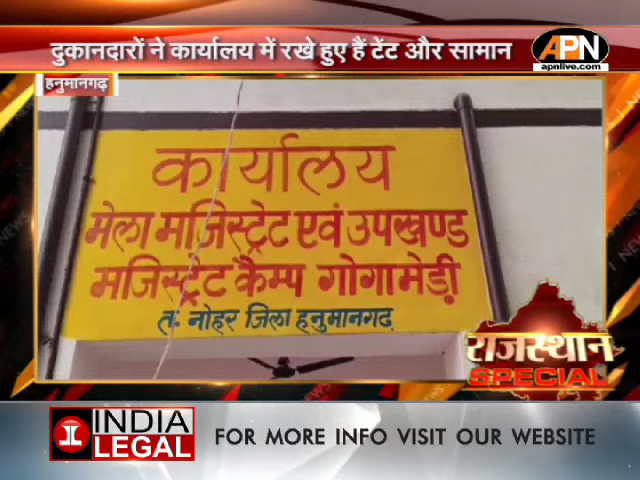 दुकानदारों ने कार्यालय में रखे हुए हैं टेंट और सामान
APN
apnlive.com
हनुमानगढ़
कार्यालय
मेला मजिस्ट्रेट एवं उपखण्ड
मजिस्ट्रेट कैम्प गोगामेड़ी
त. नोहर जिला हनुमानगढ़
राजस्थान
SPECIAL
INDIA
LEGAL
FOR MORE INFO VISIT OUR WEBSITE